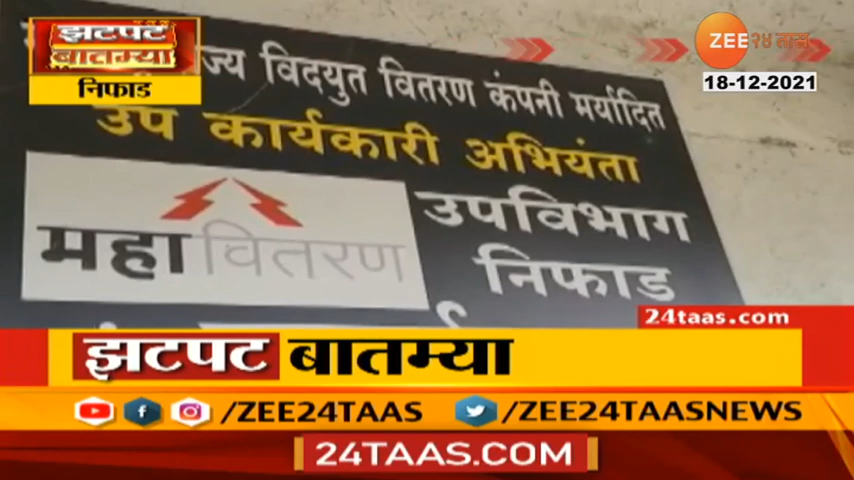 झटपट
बातम्या
निफाड
ZEE २४ तास
18-12-2021
राज्य विदयुत वितरण कंपनी मर्यादित
उप कार्यकारी अभियंता
महावितरण
उपविभाग
निफाड
24taas.com
झटपट बातम्या
/ZEE24TAAS /ZEE24TAASNEWS
24TAAS.COM